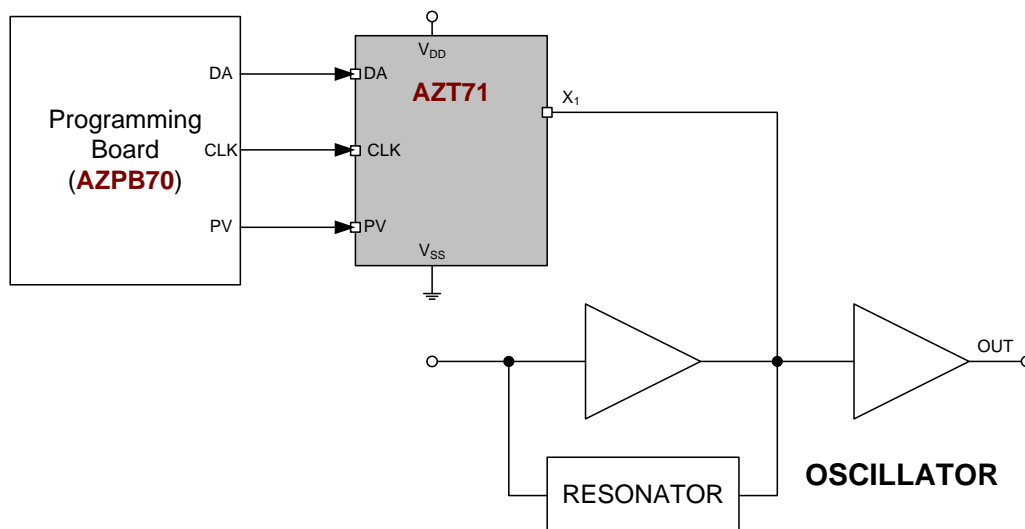 Programming
Board
(AZPB70)
DA
CLK
PV
VDD
DA
CLK
PV
VSS
AZT71
X1
OUT
RESONATOR
OSCILLATOR